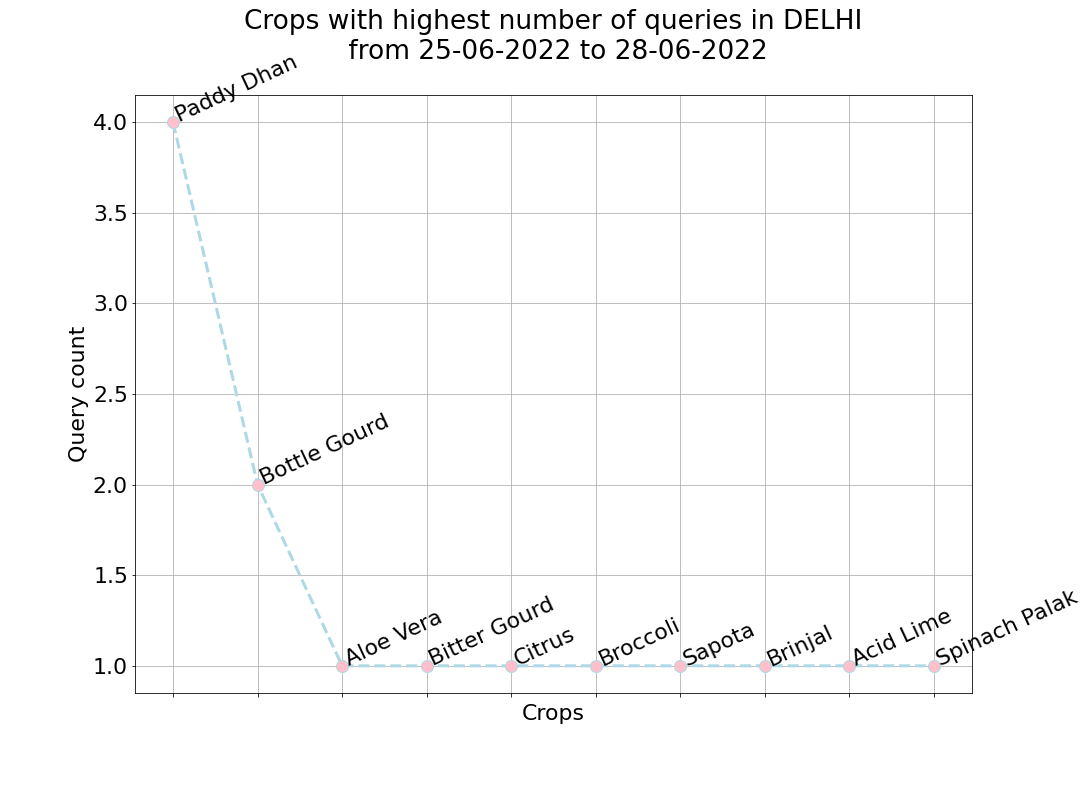 Crops with highest number of queries in DELHI
from 25-06-2022 to 28-06-2022
Paddy Dhan
4.0
3.5
3.0
2.5
Query count
Bottle Gourd
2.0
1.5
Aloe Vera
Bitter Gourd
Citrus
Broccoli
Sapota
Brinjal
Acid Lime
Spinach Palak
1.0
Crops